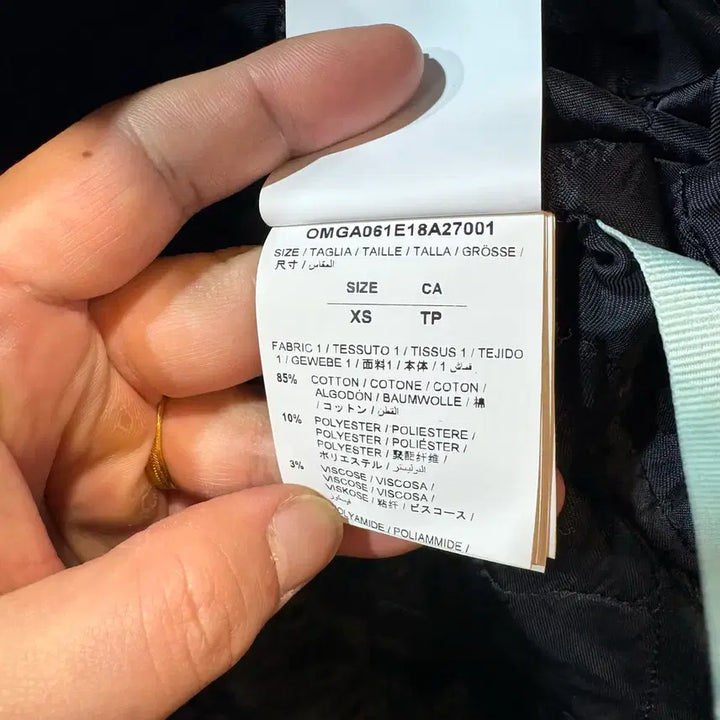 OMGA061E18A27001
SIZE / TAGLIA / TAILLE / TALLA / GRÖSSE /
尺寸 / المقاس
SIZE CA
XS TP
FABRIC 1 / TESSUTO 1 / TISSUS 1 / TEJIDO
1 / GEWEBE 1 / 面料1 / 本体 / 1 قماش
85% COTTON / COTONE / COTON /
ALGODÓN / BAUMWOLLE / 棉
/ コットン / القطن
10% POLYESTER / POLIESTERE /
POLYESTER / POLIÉSTER /
POLYESTER / 聚酯纤维 /
ポリエステル / البوليستر
3% VISCOSE / VISCOSA /
VISCOSE / VISCOSA /
VISKOSE / 粘纤 / ビスコース /
فيسكوز
POLYAMIDE / POLIAMMIDE /